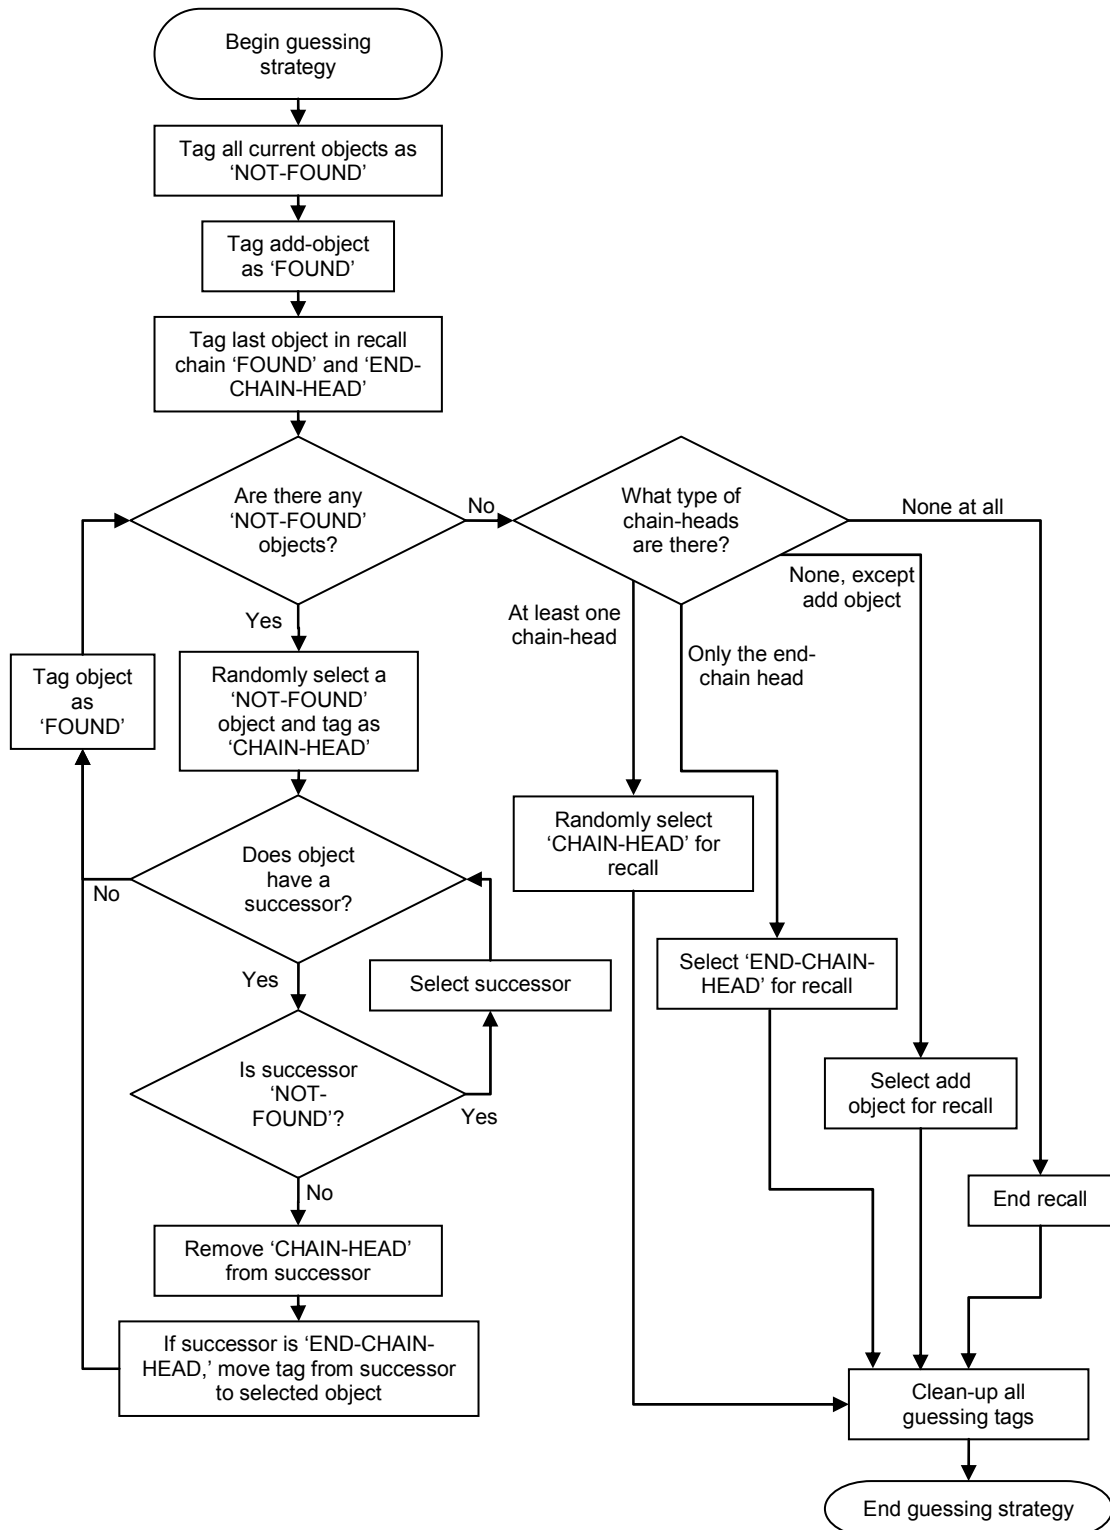 Begin guessing
strategy
Tag all current objects as
‘NOT-FOUND’
Tag add-object
as ‘FOUND’
Tag last object in recall
chain ‘FOUND’ and ‘END-
CHAIN-HEAD’
Are there any
‘NOT-FOUND’
objects?
No
What type of
chain-heads
are there?
None at all
None, except
add object
At least one
chain-head
Only the end-
chain head
Yes
Tag object
as
‘FOUND’
Randomly select a
‘NOT-FOUND’
object and tag as
‘CHAIN-HEAD’
Randomly select
‘CHAIN-HEAD’ for
recall
Does object
have a
successor?
No
Yes
Select successor
Select ‘END-CHAIN-
HEAD’ for recall
Is successor
‘NOT-
FOUND’?
Yes
Select add
object for recall
No
End recall
Remove ‘CHAIN-HEAD’
from successor
If successor is ‘END-CHAIN-
HEAD,’ move tag from successor
to selected object
Clean-up all
guessing tags
End guessing strategy